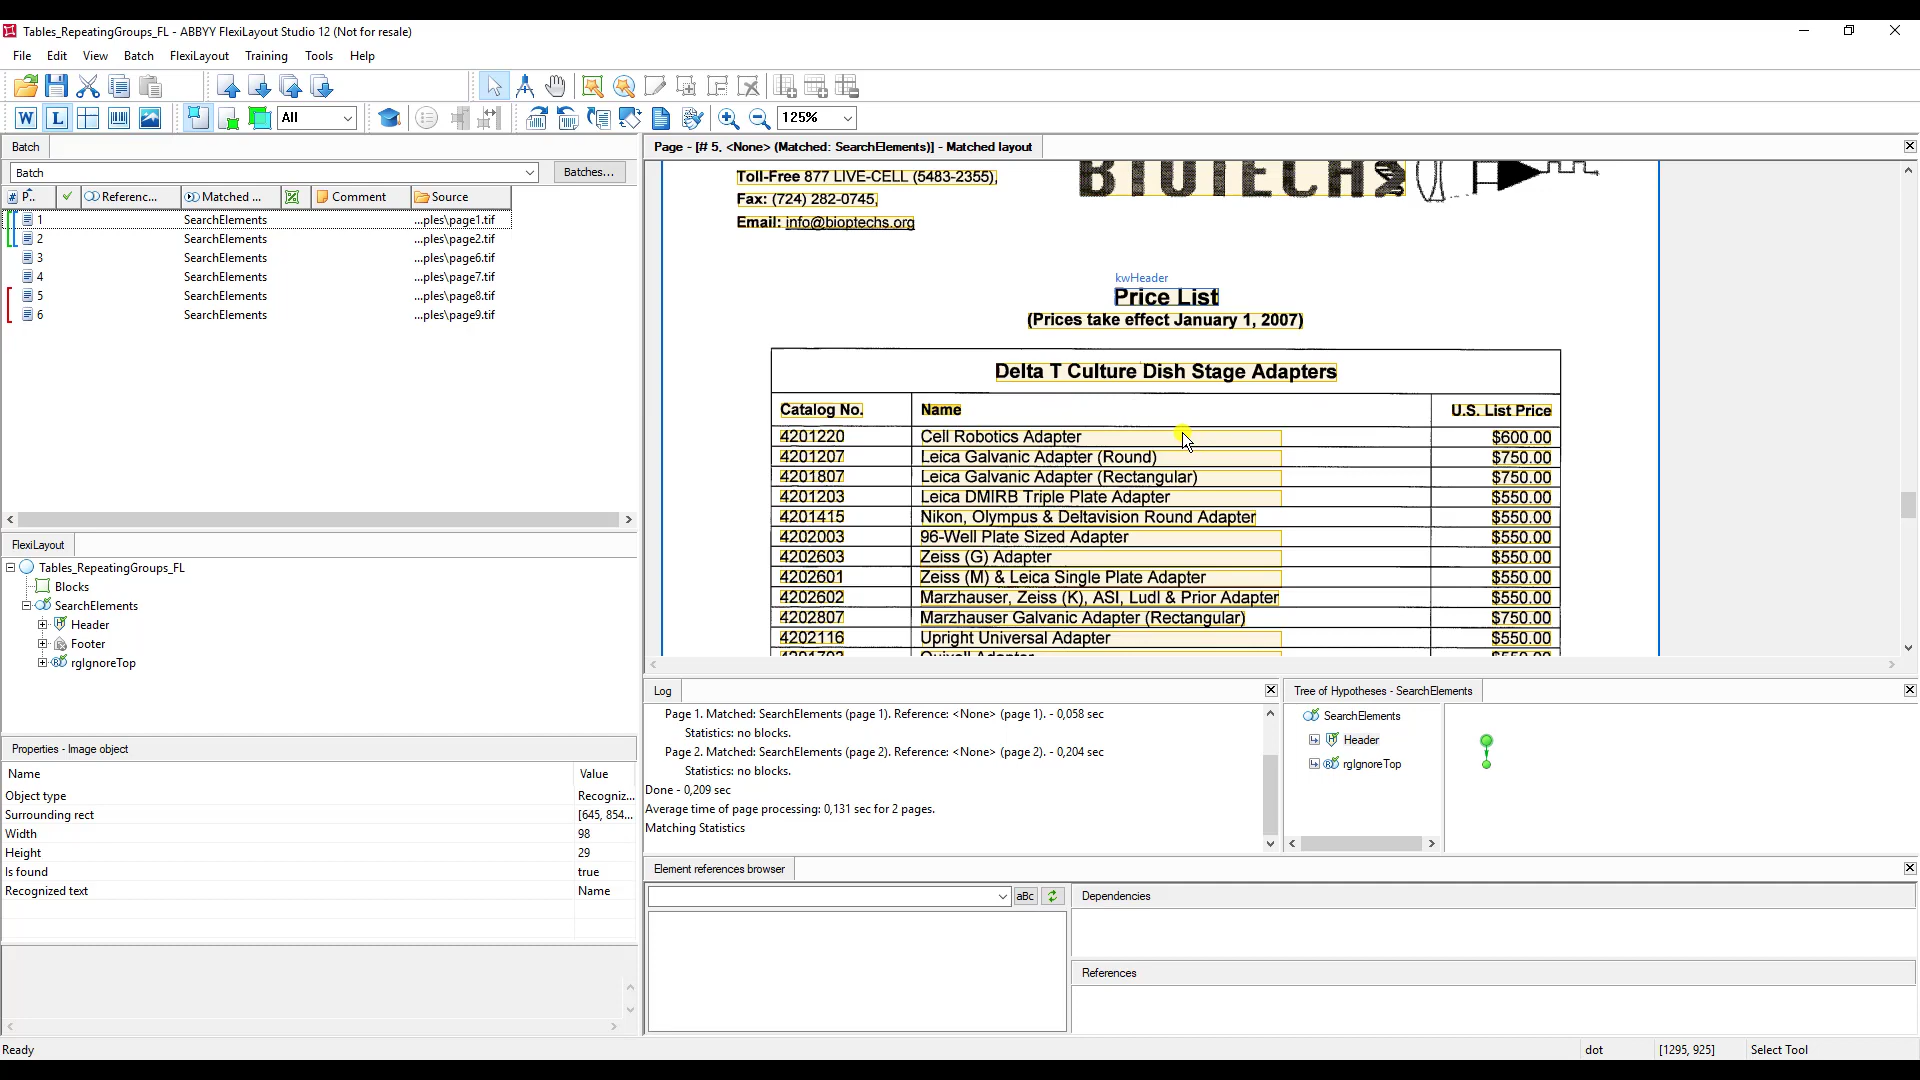 Tables_RepeatingGroups_FL - ABBYY FlexiLayout Studio 12 (Not for resale)
File Edit View Batch FlexiLayout Training Tools Help
W L All 125%
Batch
Batch Batches...
# P.. Referenc... Matched ... Comment Source
1 SearchElements ...ples\page1.tif
2 SearchElements ...ples\page2.tif
3 SearchElements ...ples\page6.tif
4 SearchElements ...ples\page7.tif
5 SearchElements ...ples\page8.tif
6 SearchElements ...ples\page9.tif
FlexiLayout
Tables_RepeatingGroups_FL
Blocks
SearchElements
Header
Footer
rgIgnoreTop
Properties - Image object
Name Value
Object type Recogniz...
Surrounding rect [645, 854...
Width 98
Height 29
Is found true
Recognized text Name
Page - [# 5, <None> (Matched: SearchElements)] - Matched layout
Toll-Free 877 LIVE-CELL (5483-2355),
Fax: (724) 282-0745,
Email: info@bioptechs.org
kwHeader
Price List
(Prices take effect January 1, 2007)
Delta T Culture Dish Stage Adapters
Catalog No. Name U.S. List Price
4201220 Cell Robotics Adapter $600.00
4201207 Leica Galvanic Adapter (Round) $750.00
4201807 Leica Galvanic Adapter (Rectangular) $750.00
4201203 Leica DMIRB Triple Plate Adapter $550.00
4201415 Nikon, Olympus & Deltavision Round Adapter $550.00
4202003 96-Well Plate Sized Adapter $550.00
4202603 Zeiss (G) Adapter $550.00
4202601 Zeiss (M) & Leica Single Plate Adapter $550.00
4202602 Marzhauser, Zeiss (K), ASI, Ludl & Prior Adapter $550.00
4202807 Marzhauser Galvanic Adapter (Rectangular) $750.00
4202116 Upright Universal Adapter $550.00
Log
Page 1. Matched: SearchElements (page 1). Reference: <None> (page 1). - 0,058 sec
Statistics: no blocks.
Page 2. Matched: SearchElements (page 2). Reference: <None> (page 2). - 0,204 sec
Statistics: no blocks.
Done - 0,209 sec
Average time of page processing: 0,131 sec for 2 pages.
Matching Statistics
Tree of Hypotheses - SearchElements
SearchElements
Header
rgIgnoreTop
Element references browser
aBc
Dependencies
References
Ready dot [1295, 925] Select Tool